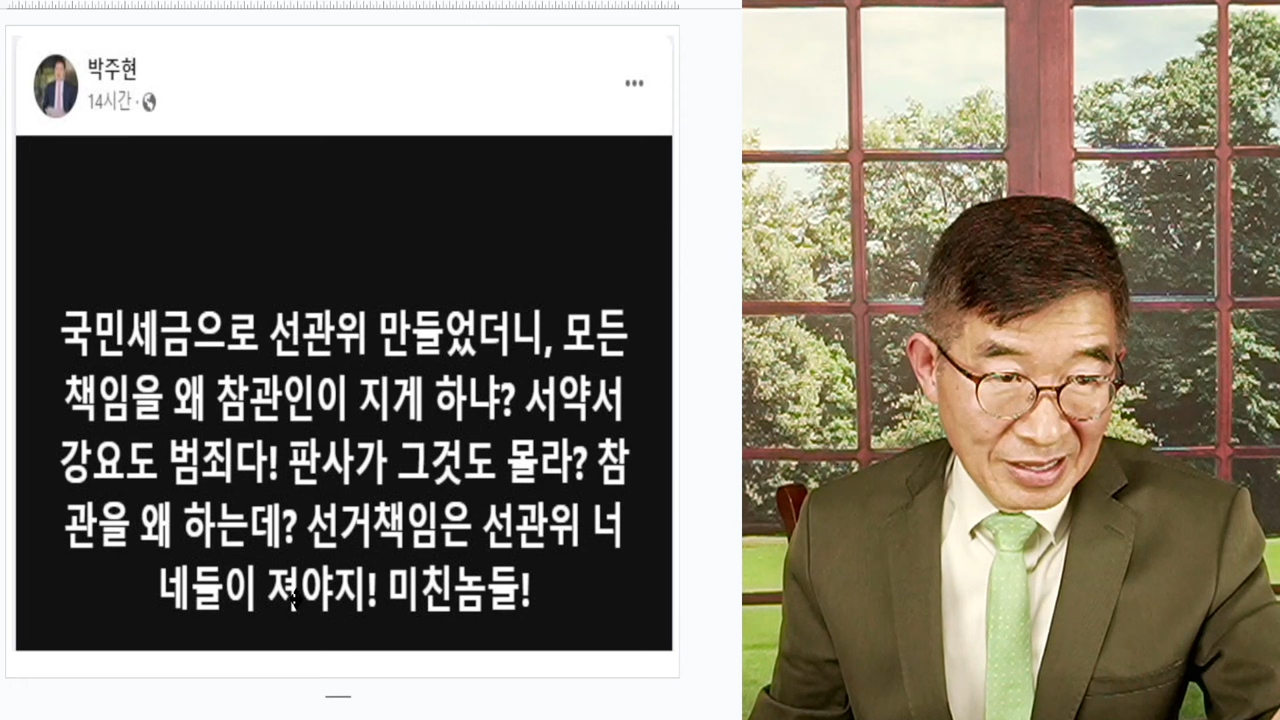 박주현
14시간 ·
국민세금으로 선관위 만들었더니, 모든
책임을 왜 참관인이 지게 하냐? 서약서
강요도 범죄다! 판사가 그것도 몰라? 참
관을 왜 하는데? 선거책임은 선관위 너
네들이 져야지! 미친놈들!